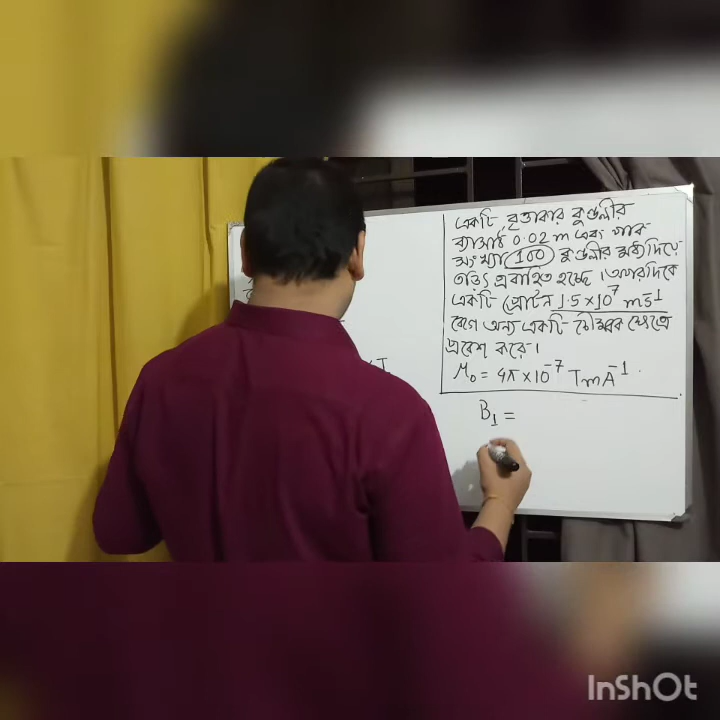 একটি বৃত্তাকার কুণ্ডলীর
ব্যাসার্ধ 0.02 m এবং পাক-
সংখ্যা 100 কুণ্ডলীর মধ্যদিয়ে
তড়িৎ প্রবাহিত হচ্ছে। অপরদিকে
একটি প্রোটন 1.5 × 10⁷ ms⁻¹
বেগে অন্য একটি চৌম্বক ক্ষেত্রে
প্রবেশ করে।
μ₀ = 4π × 10⁻⁷ TmA⁻¹.
B₁ =
InShOt